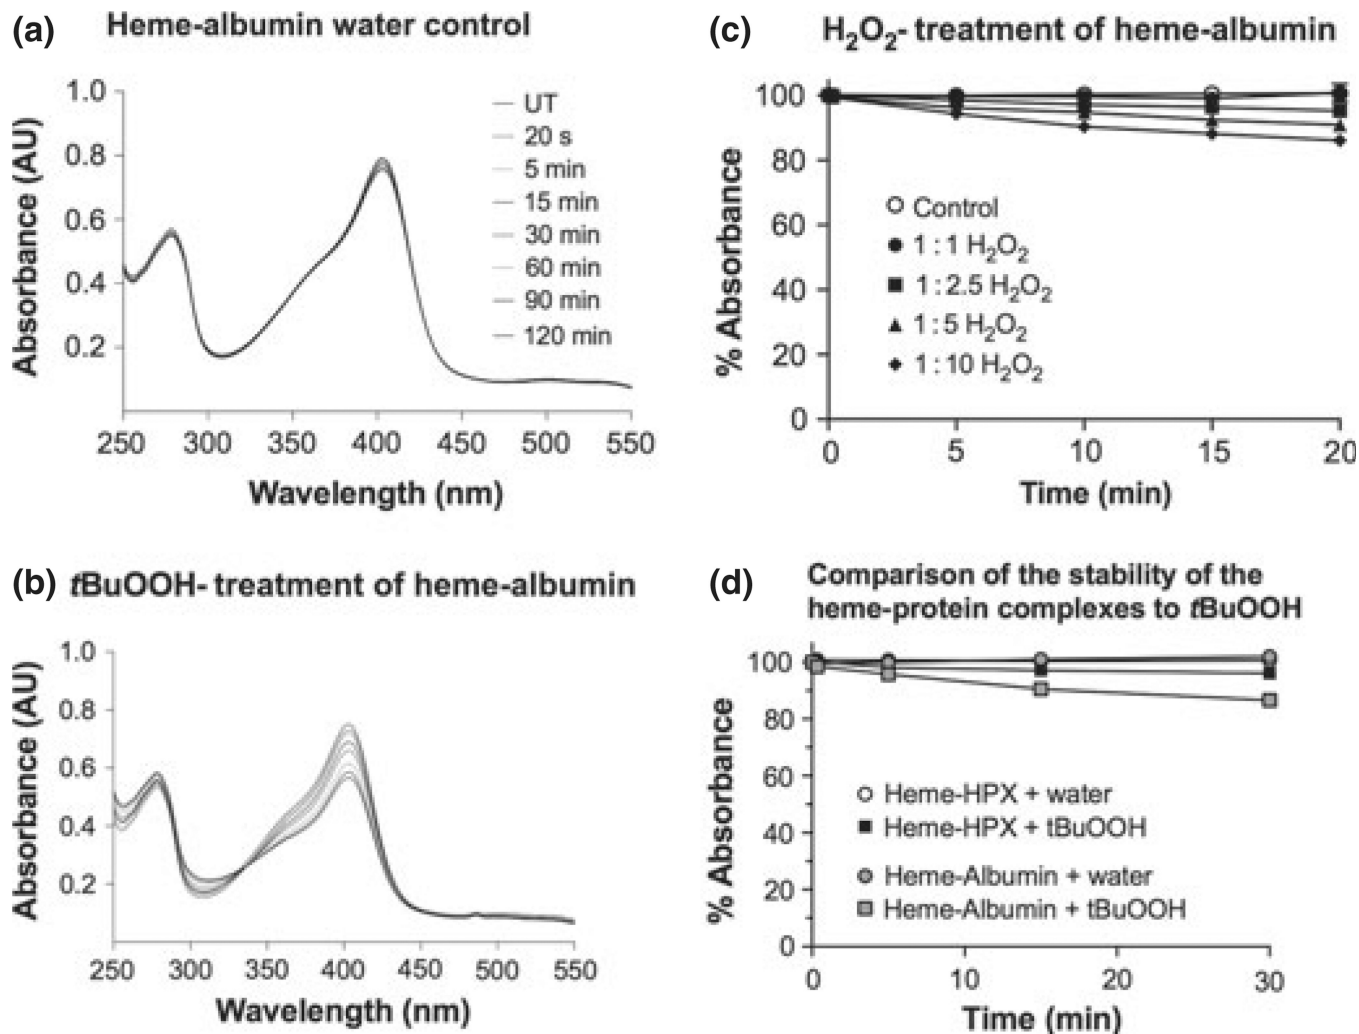 (a) Heme-albumin water control
Absorbance (AU)
1.0
0.8
0.6
0.4
0.2
UT
20 s
5 min
15 min
30 min
60 min
90 min
120 min
250 300 350 400 450 500 550
Wavelength (nm)
(b) tBuOOH- treatment of heme-albumin
Absorbance (AU)
1.0
0.8
0.6
0.4
0.2
250 300 350 400 450 500 550
Wavelength (nm)
(c) H₂O₂- treatment of heme-albumin
% Absorbance
100
80
60
40
20
0
Control
1 : 1 H₂O₂
1 : 2.5 H₂O₂
1 : 5 H₂O₂
1 : 10 H₂O₂
0 5 10 15 20
Time (min)
(d) Comparison of the stability of the
heme-protein complexes to tBuOOH
% Absorbance
100
80
60
40
20
0
Heme-HPX + water
Heme-HPX + tBuOOH
Heme-Albumin + water
Heme-Albumin + tBuOOH
0 10 20 30
Time (min)